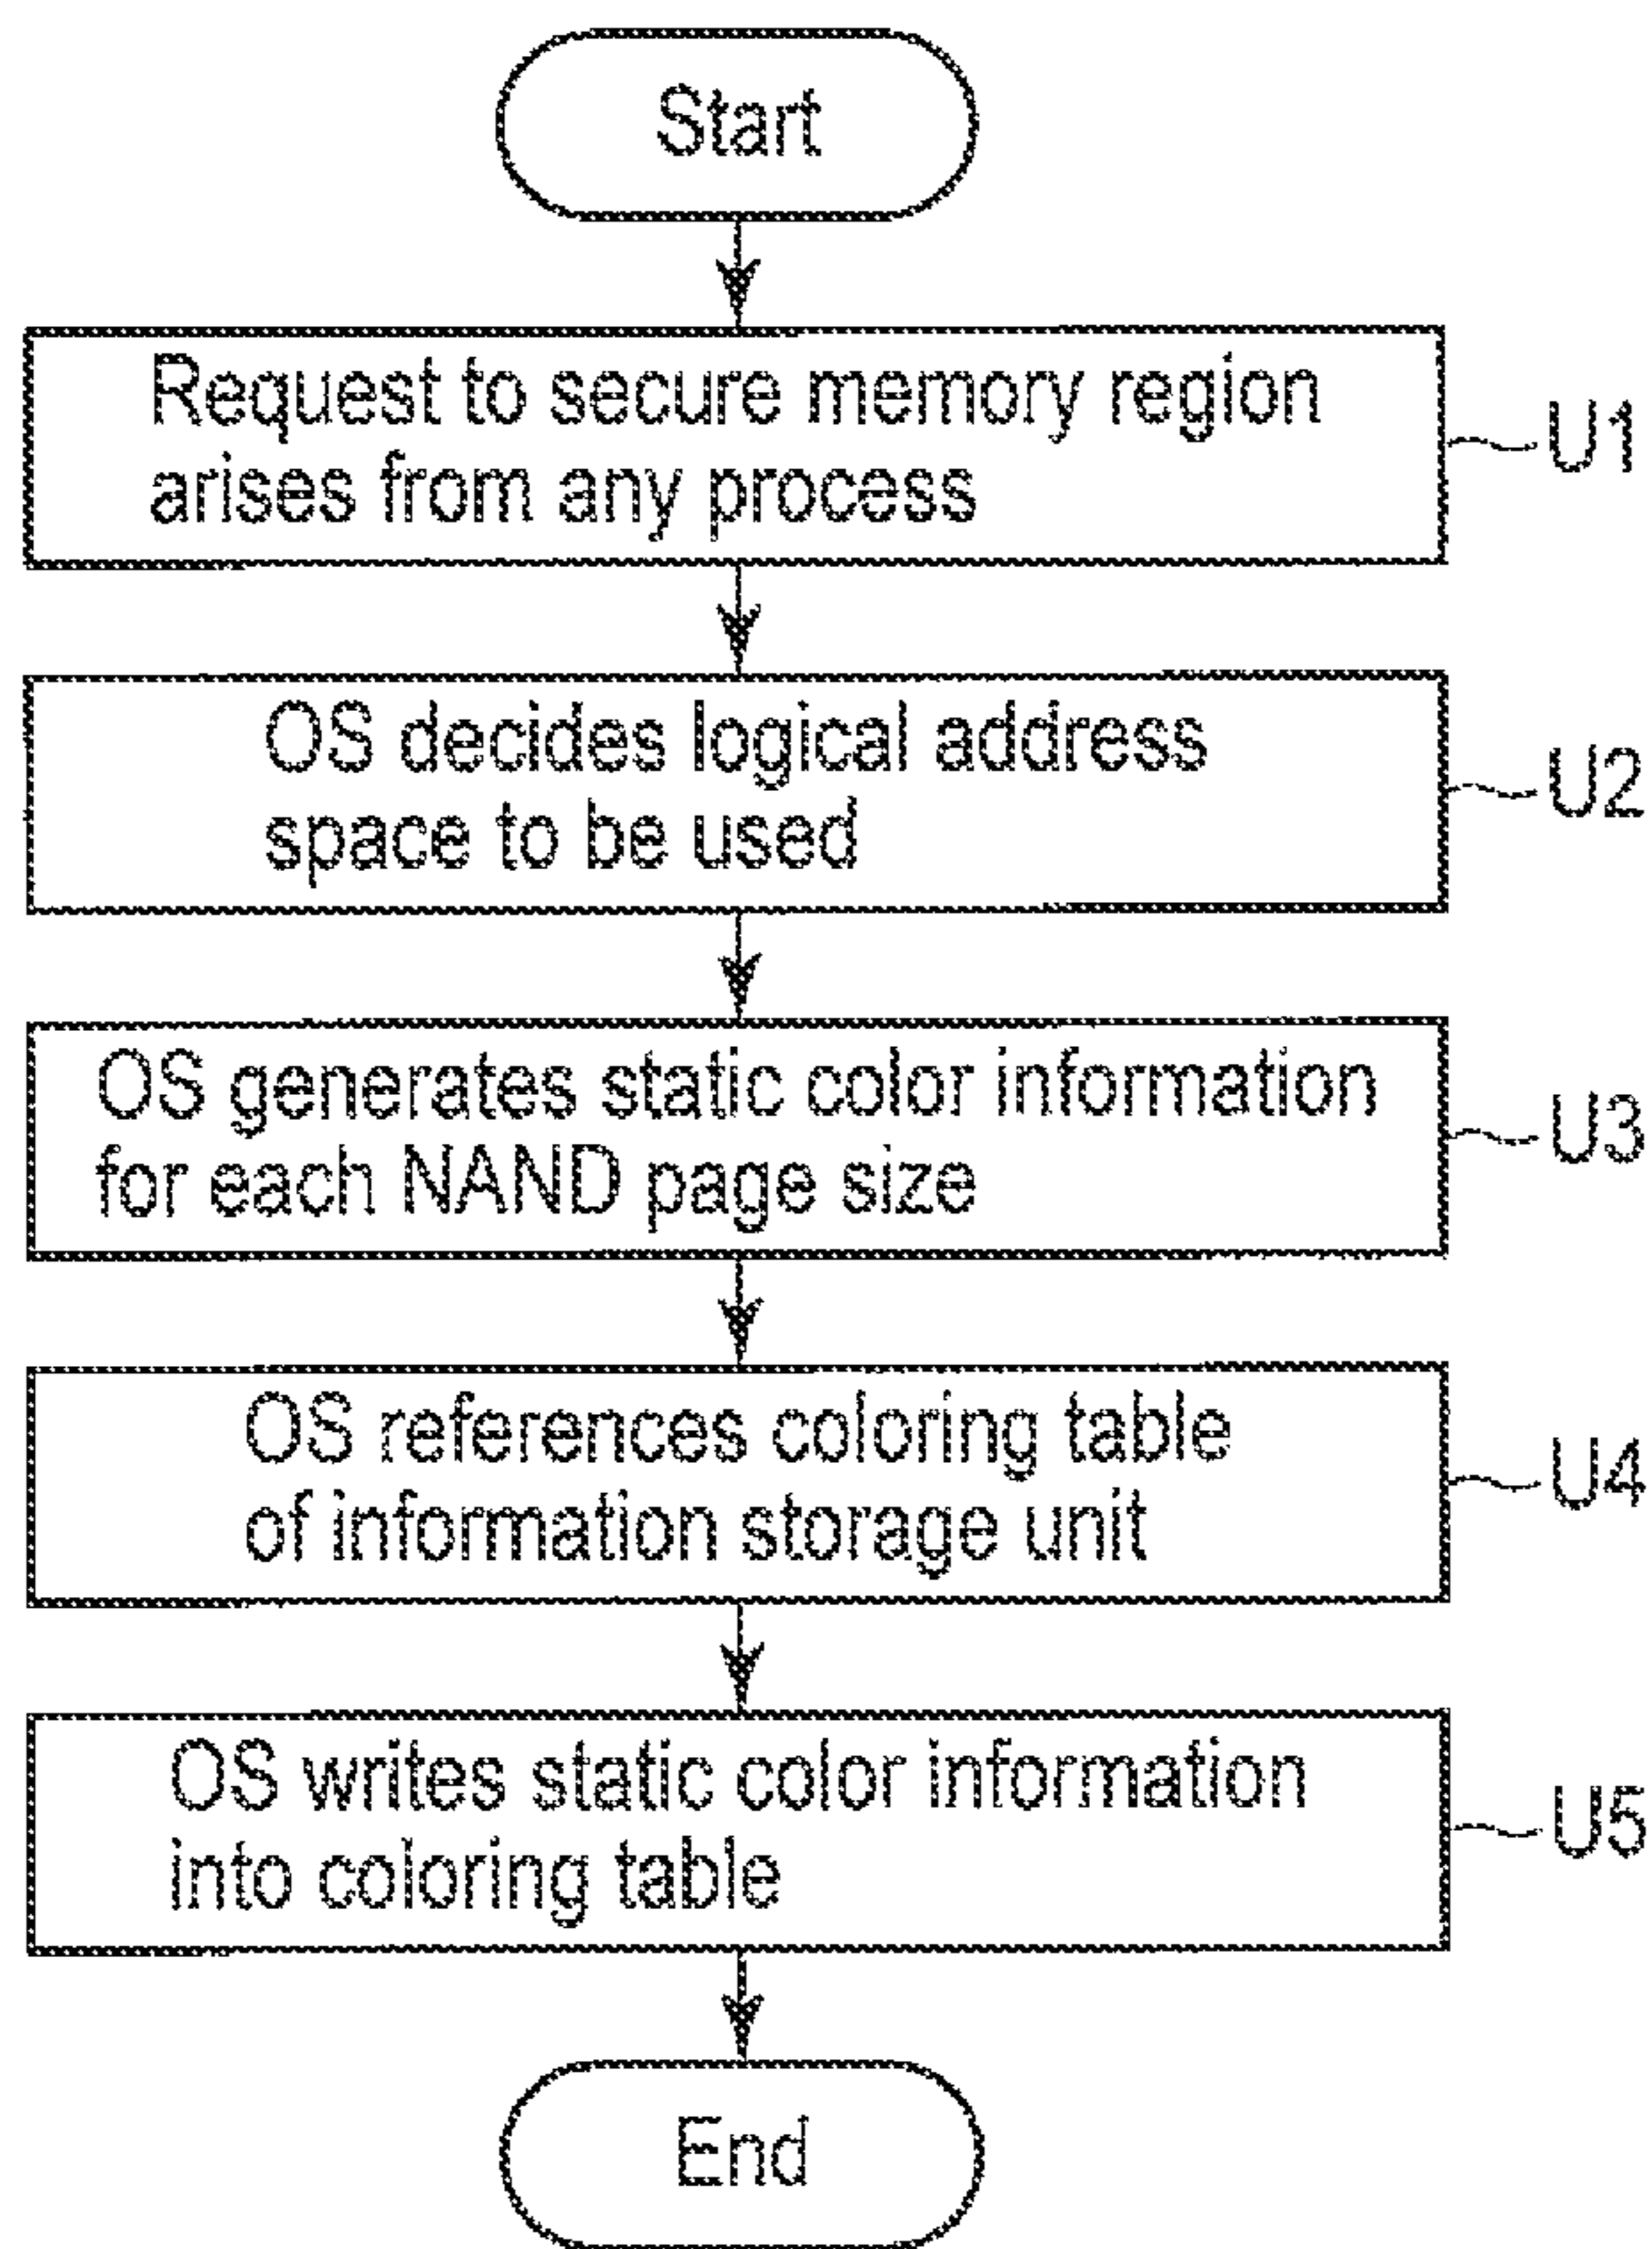 Start
Request to secure memory region
arises from any process
U1
OS decides logical address
space to be used
U2
OS generates static color information
for each NAND page size
U3
OS references coloring table
of information storage unit
U4
OS writes static color information
into coloring table
U5
End